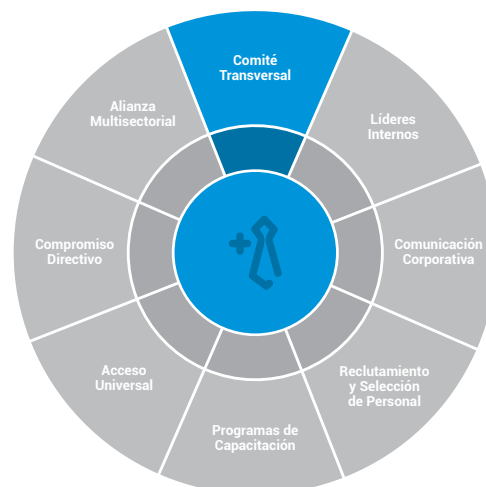 Comité
Transversal
Líderes
Internos
Comunicación
Corporativa
Reclutamiento
y Selección
de Personal
Programas de
Capacitación
Acceso
Universal
Compromiso
Directivo
Alianza
Multisectorial